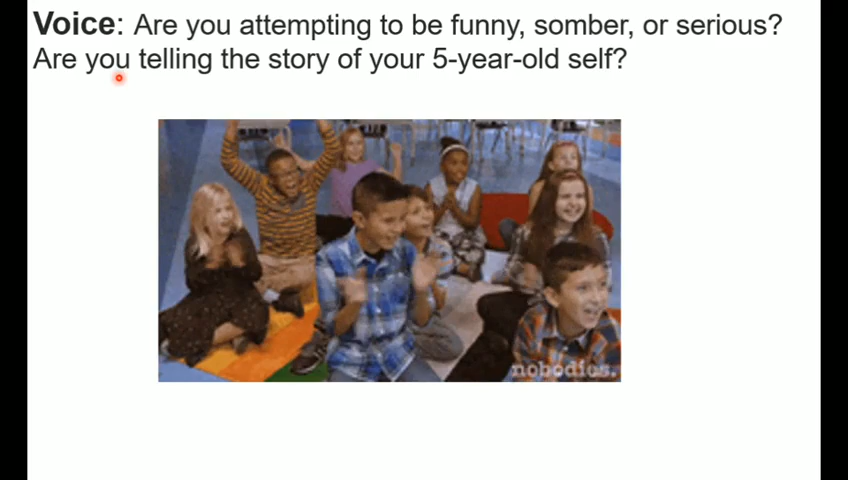 Voice: Are you attempting to be funny, somber, or serious?
Are you telling the story of your 5-year-old self?
nobodies.